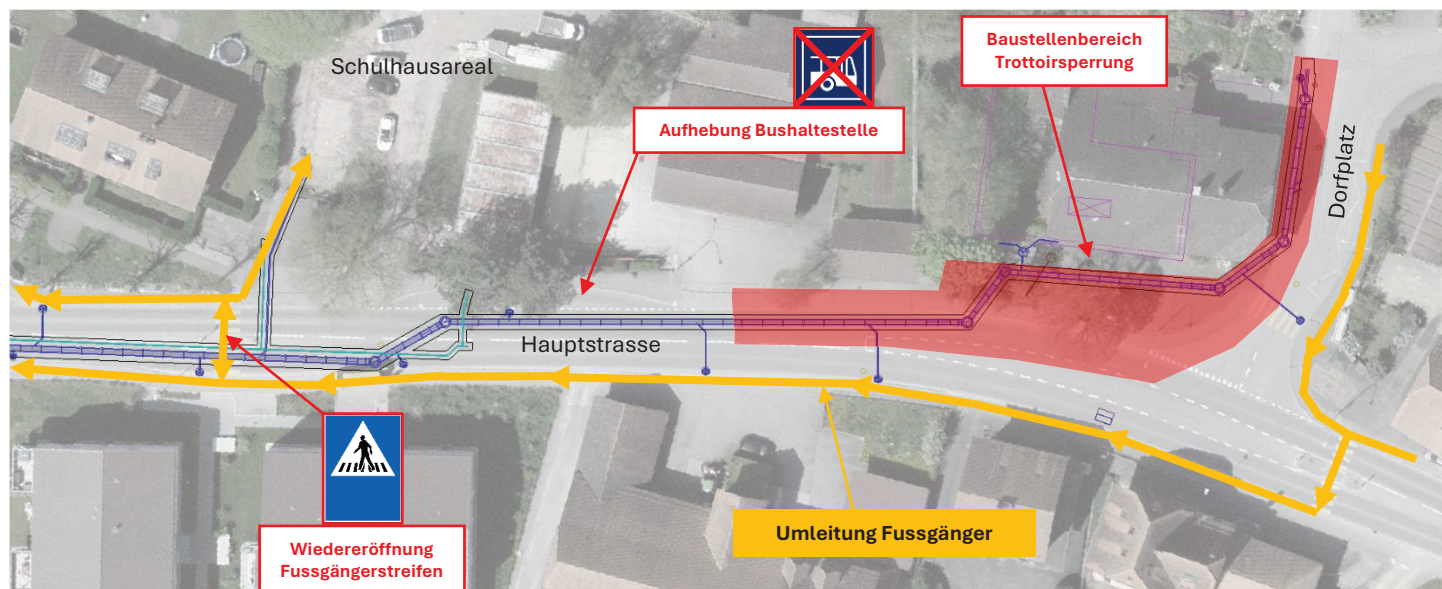 Schulhausareal
Baustellenbereich
Trottoirsperrung
Aufhebung Bushaltestelle
Dorfplatz
Hauptstrasse
Umleitung Fussgänger
Wiedereröffnung
Fussgängerstreifen